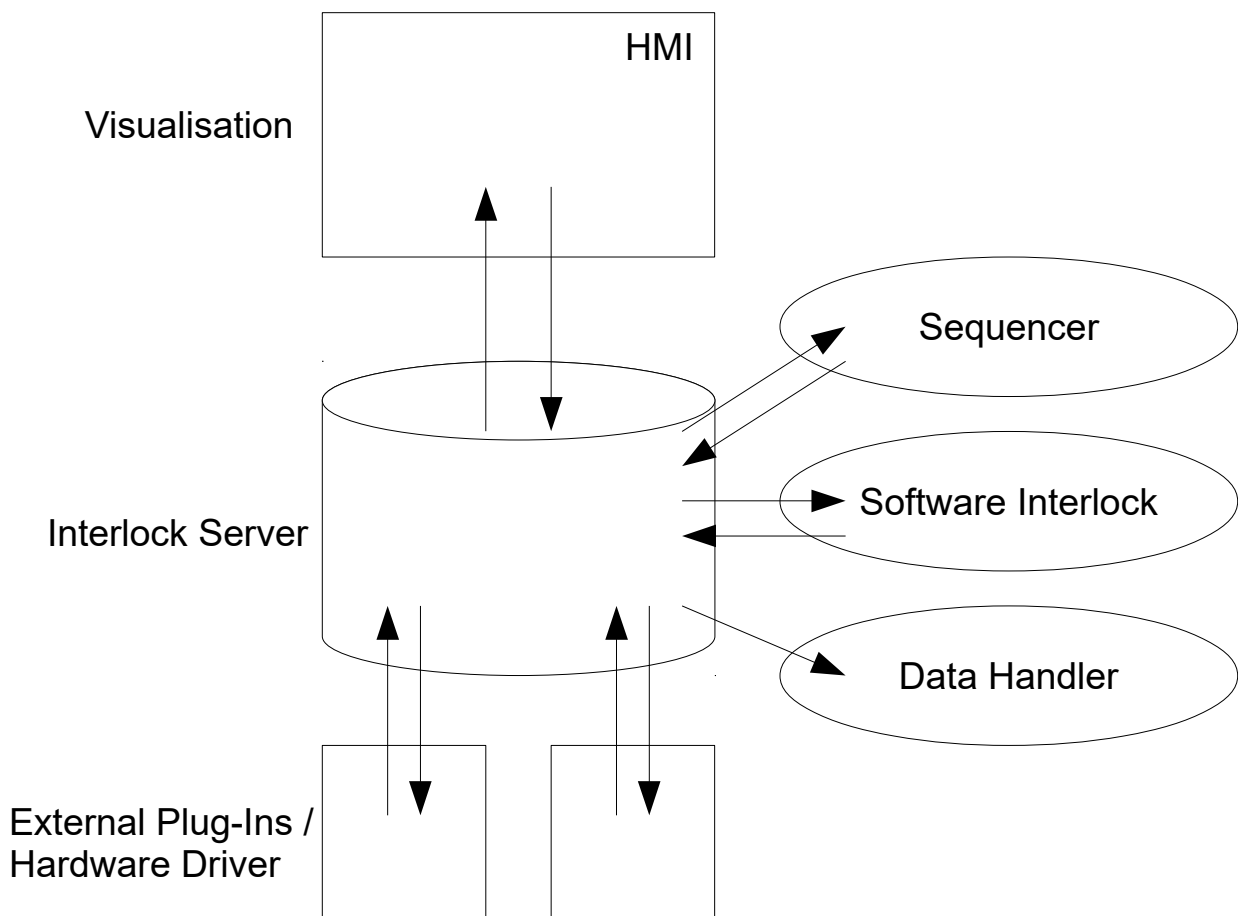 HMI
Visualisation
Sequencer
Software Interlock
Interlock Server
Data Handler
External Plug-Ins /
Hardware Driver